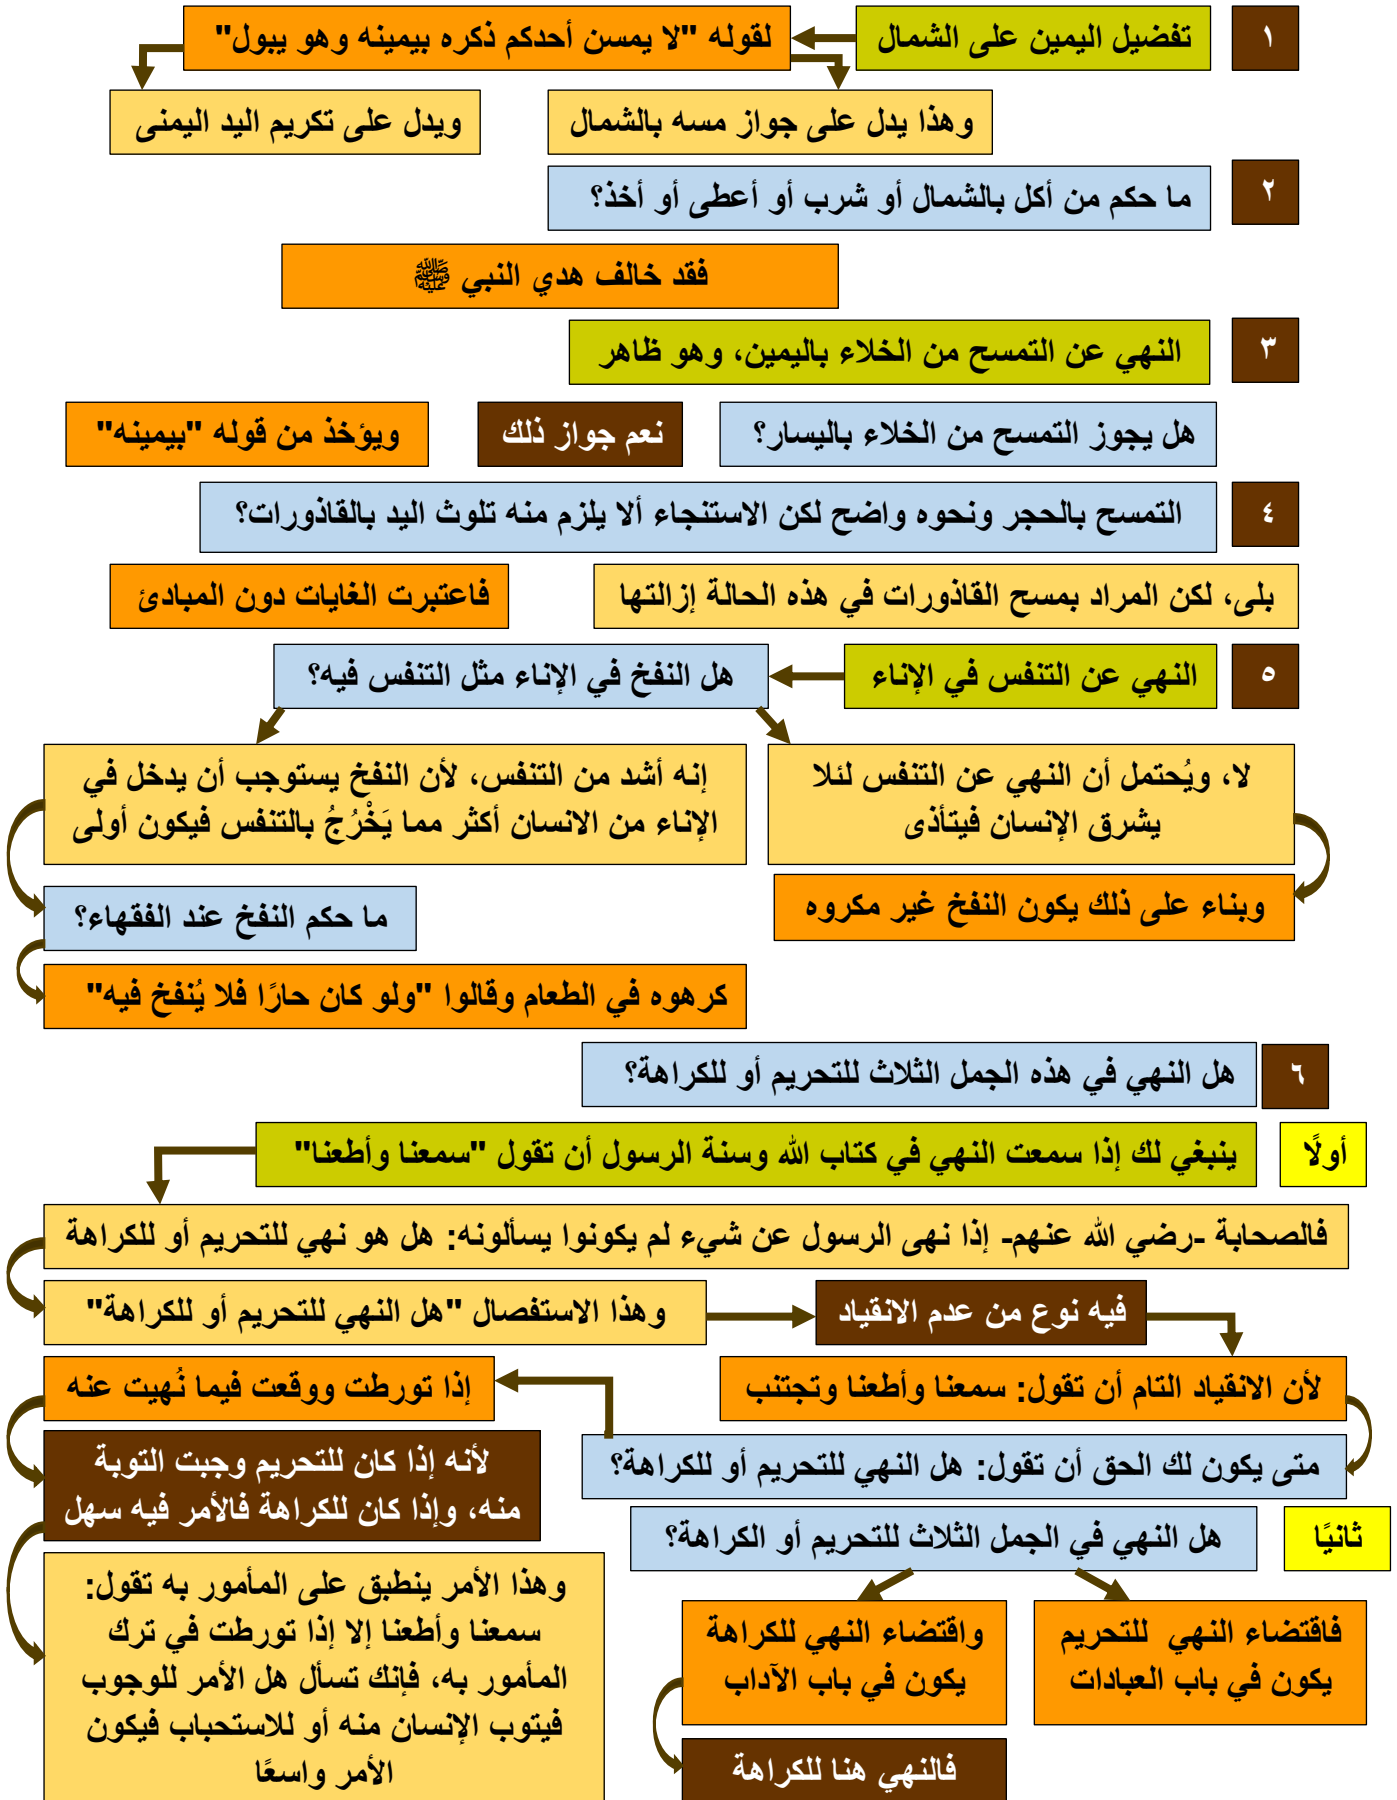 ١
تفضيل اليمين على الشمال
لقوله "لا يمسن أحدكم ذكره بيمينه وهو يبول"
وهذا يدل على جواز مسه بالشمال
ويدل على تكريم اليد اليمنى
٢
ما حكم من أكل بالشمال أو شرب أو أعطى أو أخذ؟
فقد خالف هدي النبي ﷺ
٣
النهي عن التمسح من الخلاء باليمين، وهو ظاهر
هل يجوز التمسح من الخلاء باليسار؟
نعم جواز ذلك
ويؤخذ من قوله "بيمينه"
٤
التمسح بالحجر ونحوه واضح لكن الاستنجاء ألا يلزم منه تلوث اليد بالقاذورات؟
بلى، لكن المراد بمسح القاذورات في هذه الحالة إزالتها
فاعتبرت الغايات دون المبادئ
٥
النهي عن التنفس في الإناء
هل النفخ في الإناء مثل التنفس فيه؟
لا، ويُحتمل أن النهي عن التنفس لئلا
يشرق الإنسان فيتأذى
إنه أشد من التنفس، لأن النفخ يستوجب أن يدخل في
الإناء من الانسان أكثر مما يَخْرُجُ بالتنفس فيكون أولى
وبناء على ذلك يكون النفخ غير مكروه
ما حكم النفخ عند الفقهاء؟
كرهوه في الطعام وقالوا "ولو كان حارًا فلا يُنفخ فيه"
٦
هل النهي في هذه الجمل الثلاث للتحريم أو للكراهة؟
أولًا
ينبغي لك إذا سمعت النهي في كتاب الله وسنة الرسول أن تقول "سمعنا وأطعنا"
فالصحابة -رضي الله عنهم- إذا نهى الرسول عن شيء لم يكونوا يسألونه: هل هو نهي للتحريم أو للكراهة
وهذا الاستفصال "هل النهي للتحريم أو للكراهة"
فيه نوع من عدم الانقياد
لأن الانقياد التام أن تقول: سمعنا وأطعنا وتجتنب
متى يكون لك الحق أن تقول: هل النهي للتحريم أو للكراهة؟
إذا تورطت ووقعت فيما نُهيت عنه
لأنه إذا كان للتحريم وجبت التوبة
منه، وإذا كان للكراهة فالأمر فيه سهل
وهذا الأمر ينطبق على المأمور به تقول:
سمعنا وأطعنا إلا إذا تورطت في ترك
المأمور به، فإنك تسأل هل الأمر للوجوب
فيتوب الإنسان منه أو للاستحباب فيكون
الأمر واسعًا
ثانيًا
هل النهي في الجمل الثلاث للتحريم أو الكراهة؟
فاقتضاء النهي للتحريم
يكون في باب العبادات
واقتضاء النهي للكراهة
يكون في باب الآداب
فالنهي هنا للكراهة